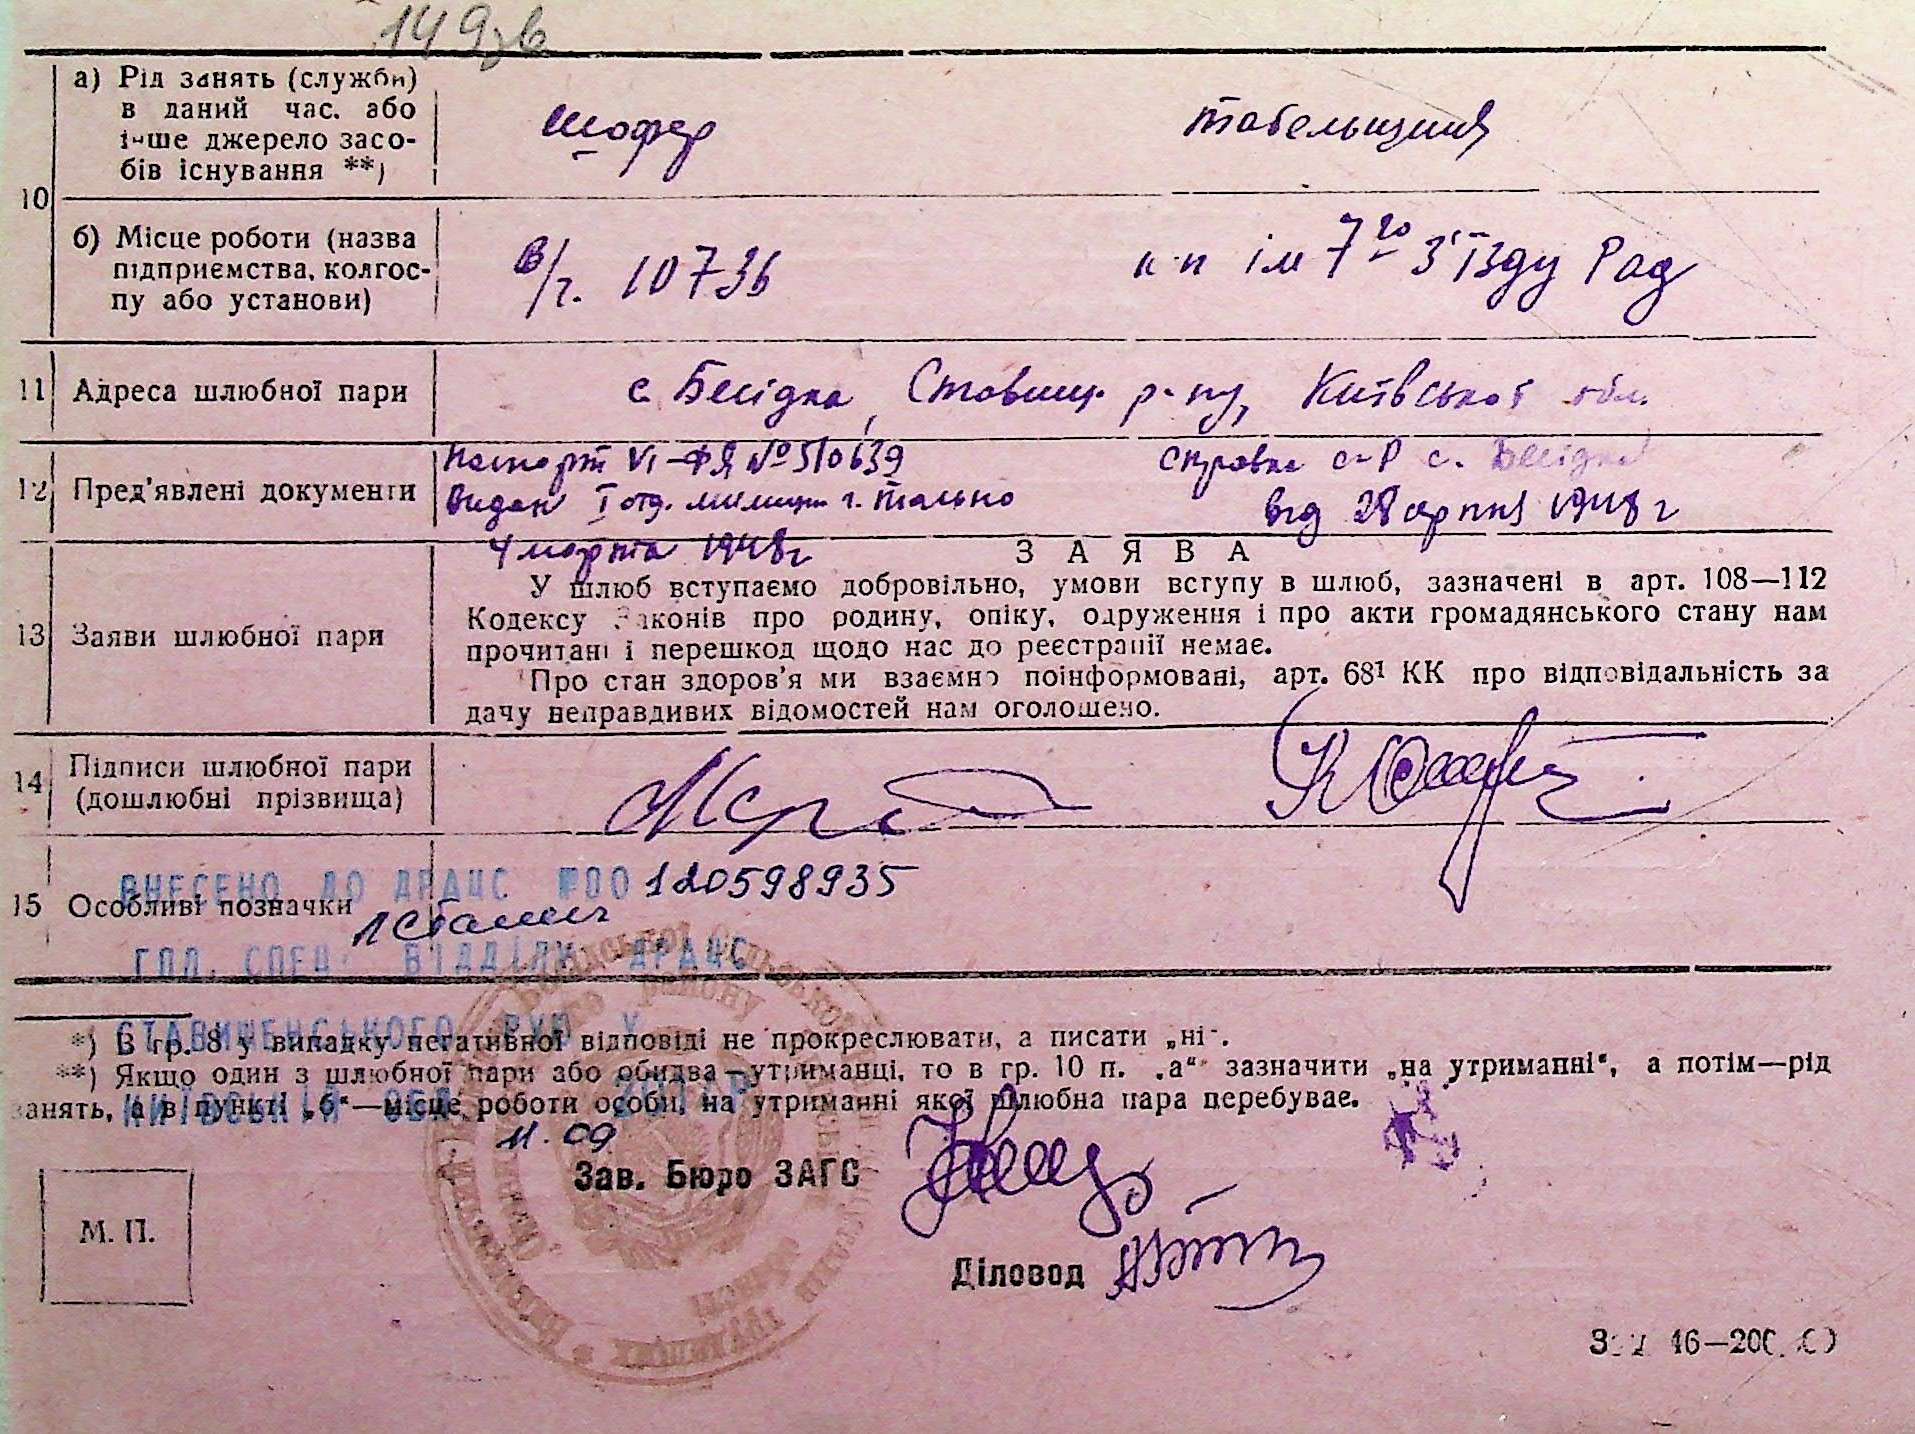 149зв
10
а) Рід занять (служби)
в даний час. або
інше джерело засо-
бів існування **)
шофер
табельщиця
б) Місце роботи (назва
підприємства, колгос-
пу або установи)
в/ч. 10736
к-п ім 7го З'їзду Рад
11 Адреса шлюбної пари
с. Бесідка, Ставищ. р-ну, Київської обл.
12 Пред'явлені документи
Паспорт VI-ФЯ № 510639
Видан I отд. милиции г. Тально
4 марта 1948г
Справка с-Р с. Бесідка
від 28 серпня 1948 г
13 Заяви шлюбної пари
ЗАЯВА
У шлюб вступаємо добровільно, умови вступу в шлюб, зазначені в арт. 108—112
Кодексу Законів про родину, опіку, одруження і про акти громадянського стану нам
прочитані і перешкод щодо нас до реєстрації немає.
Про стан здоров'я ми взаємно поінформовані, арт. 68¹ КК про відповідальність за
дачу неправдивих відомостей нам оголошено.
14 Підписи шлюбної пари
(дошлюбні прізвища)
ВНЕСЕНО ДО ДРАЦС №00120598935
15 Особливі позначки
ГОЛ. СПЕЦ. ВІДДІЛУ ДРАЦС
СТАВИЩЕНСЬКОГО РУЮ У
*) В гр. 8 у випадку негативної відповіді не прокреслювати, а писати „ні".
**) Якщо один з шлюбної пари або обидва—утриманці, то в гр. 10 п. „а" зазначити „на утриманні", а потім—рід
занять, а в пункті „б"—місце роботи особи, на утриманні якої шлюбна пара перебуває.
КИЇВСЬКІЙ ОБЛ.
11.09
Зав. Бюро ЗАГС
М. П.
Діловод